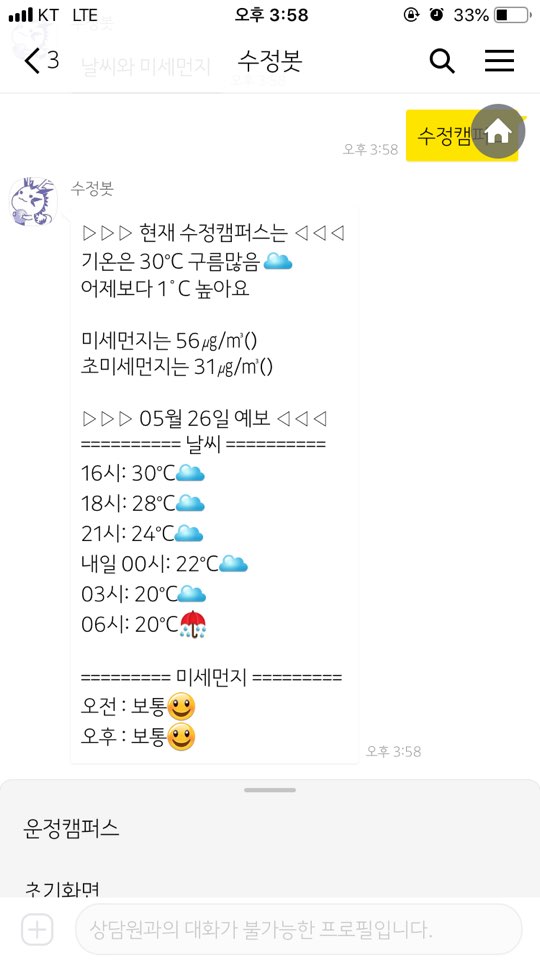 KT LTE 오후 3:58 33%
3 수정봇
날씨와 미세먼지
오후 3:58
수정봇
▷▷▷ 현재 수정캠퍼스는 ◁◁◁
기온은 30℃ 구름많음
어제보다 1˚C 높아요
미세먼지는 56㎍/㎥()
초미세먼지는 31㎍/㎥()
▷▷▷ 05월 26일 예보 ◁◁◁
========== 날씨 ==========
16시: 30℃
18시: 28℃
21시: 24℃
내일 00시: 22℃
03시: 20℃
06시: 20℃
========= 미세먼지 =========
오전 : 보통
오후 : 보통
오후 3:58
운정캠퍼스
초기화면
상담원과의 대화가 불가능한 프로필입니다.